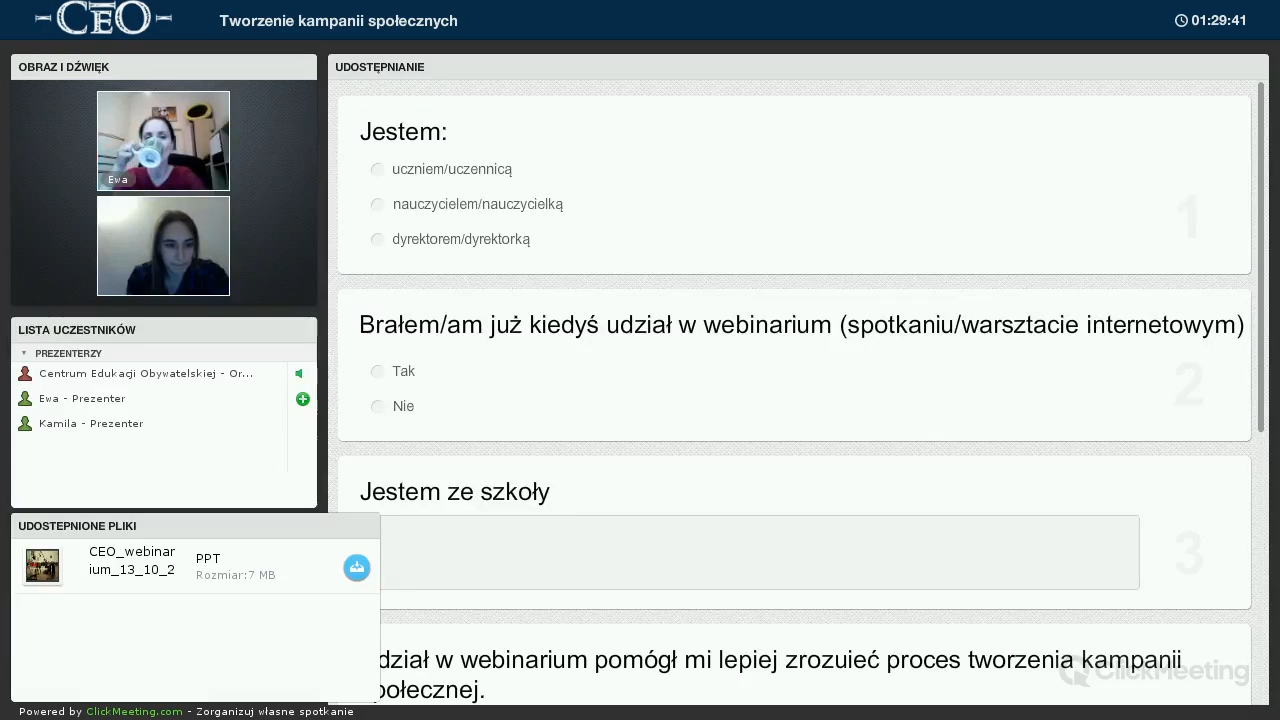 CEO
Tworzenie kampanii społecznych
01:29:41
OBRAZ I DŹWIĘK
Ewa
LISTA UCZESTNIKÓW
PREZENTERZY
Centrum Edukacji Obywatelskiej - Or...
Ewa - Prezenter
Kamila - Prezenter
UDOSTEPNIONE PLIKI
CEO_webinar
ium_13_10_2
PPT
Rozmiar:7 MB
Powered by ClickMeeting.com - Zorganizuj własne spotkanie
UDOSTĘPNIANIE
Jestem:
uczniem/uczennicą
nauczycielem/nauczycielką
dyrektorem/dyrektorką
1
Brałem/am już kiedyś udział w webinarium (spotkaniu/warsztacie internetowym)
Tak
Nie
2
Jestem ze szkoły
3
dział w webinarium pomógł mi lepiej zrozuieć proces tworzenia kampanii
połecznej.
ClickMeeting